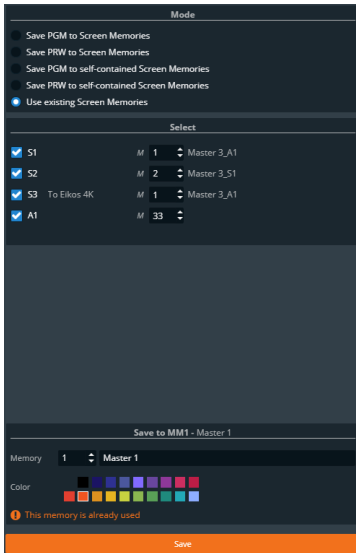 Mode
Save PGM to Screen Memories
Save PRW to Screen Memories
Save PGM to self-contained Screen Memories
Save PRW to self-contained Screen Memories
Use existing Screen Memories
Select
S1 M 1 Master 3_A1
S2 M 2 Master 3_S1
S3 To Eikos 4K M 1 Master 3_A1
A1 M 33
Save to MM1 - Master 1
Memory 1 Master 1
Color
This memory is already used
Save